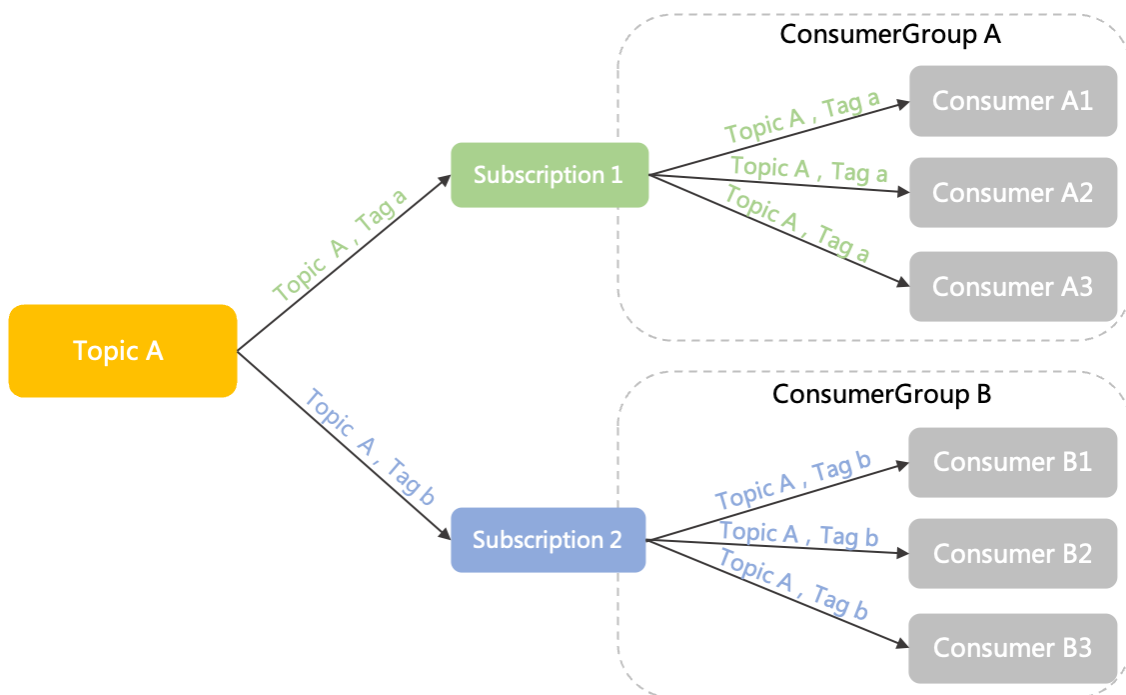 ConsumerGroup A
Topic A , Tag a
Consumer A1
Subscription 1
Topic A , Tag a
Consumer A2
Topic A , Tag a
Topic A , Tag a
Consumer A3
Topic A
ConsumerGroup B
Topic A , Tag b
Topic A , Tag b
Consumer B1
Subscription 2
Topic A , Tag b
Consumer B2
Topic A , Tag b
Consumer B3